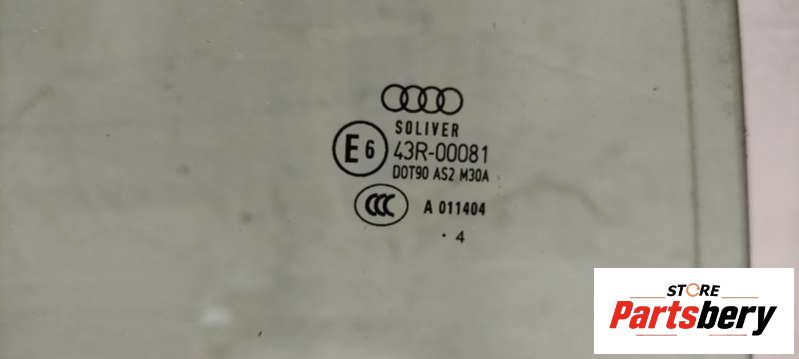 SOLIVER
E6 43R-00081
DOT90 AS2 M30A
CCC A 011404
. 4
STORE
Partsbery